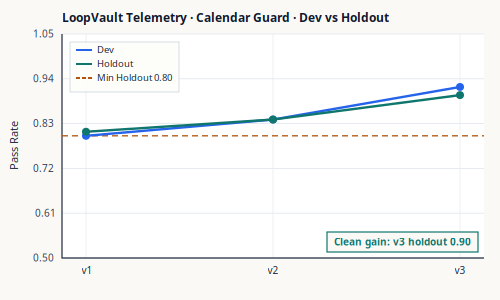 LoopVault Telemetry · Calendar Guard · Dev vs Holdout
1.05
0.94
0.83
0.72
0.61
0.50
Pass Rate
Dev
Holdout
Min Holdout 0.80
Clean gain: v3 holdout 0.90
v1
v2
v3